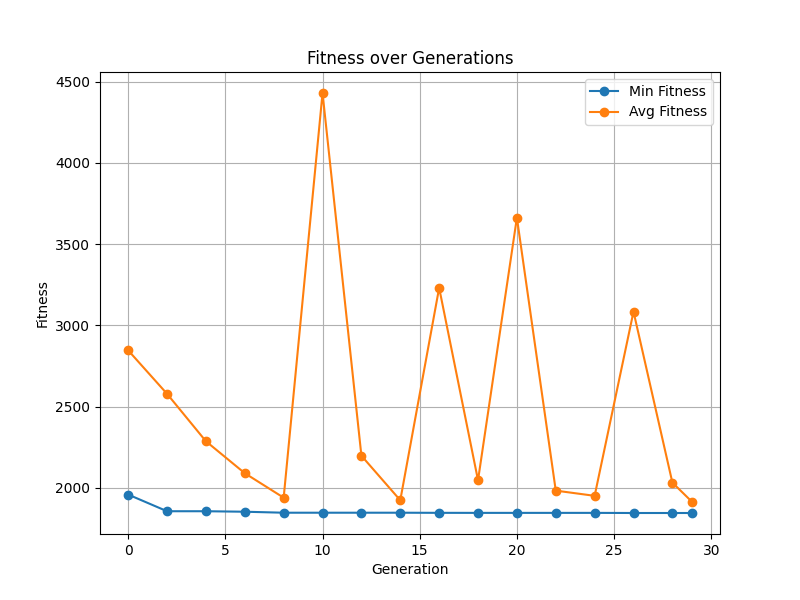 Fitness over Generations
Min Fitness
Avg Fitness
4500
4000
3500
3000
2500
2000
Fitness
0 5 10 15 20 25 30
Generation